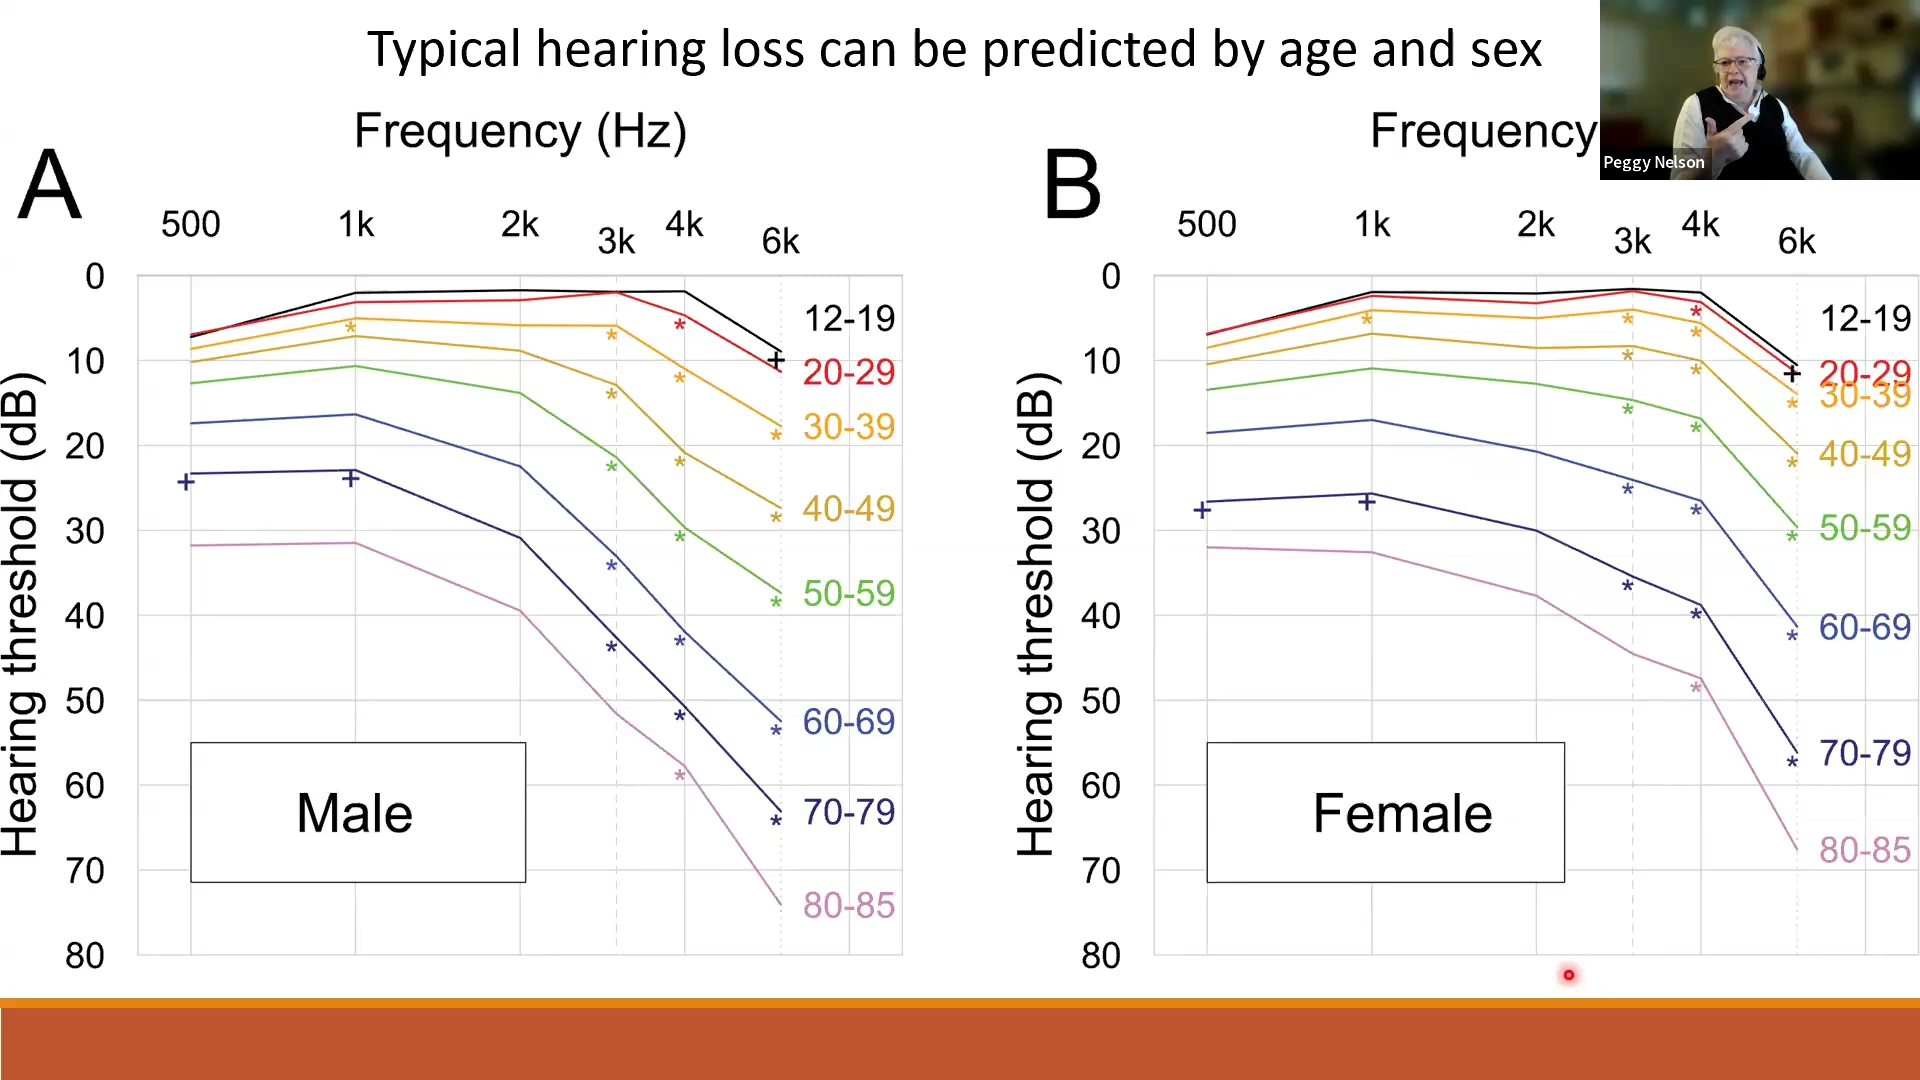 Typical hearing loss can be predicted by age and sex
Peggy Nelson
A
Frequency (Hz)
500 1k 2k 3k 4k 6k
Hearing threshold (dB)
0
10
20
30
40
50
60
70
80
12-19
20-29
30-39
40-49
50-59
60-69
70-79
80-85
Male
B
Frequency
500 1k 2k 3k 4k 6k
Hearing threshold (dB)
0
10
20
30
40
50
60
70
80
12-19
20-29
30-39
40-49
50-59
60-69
70-79
80-85
Female